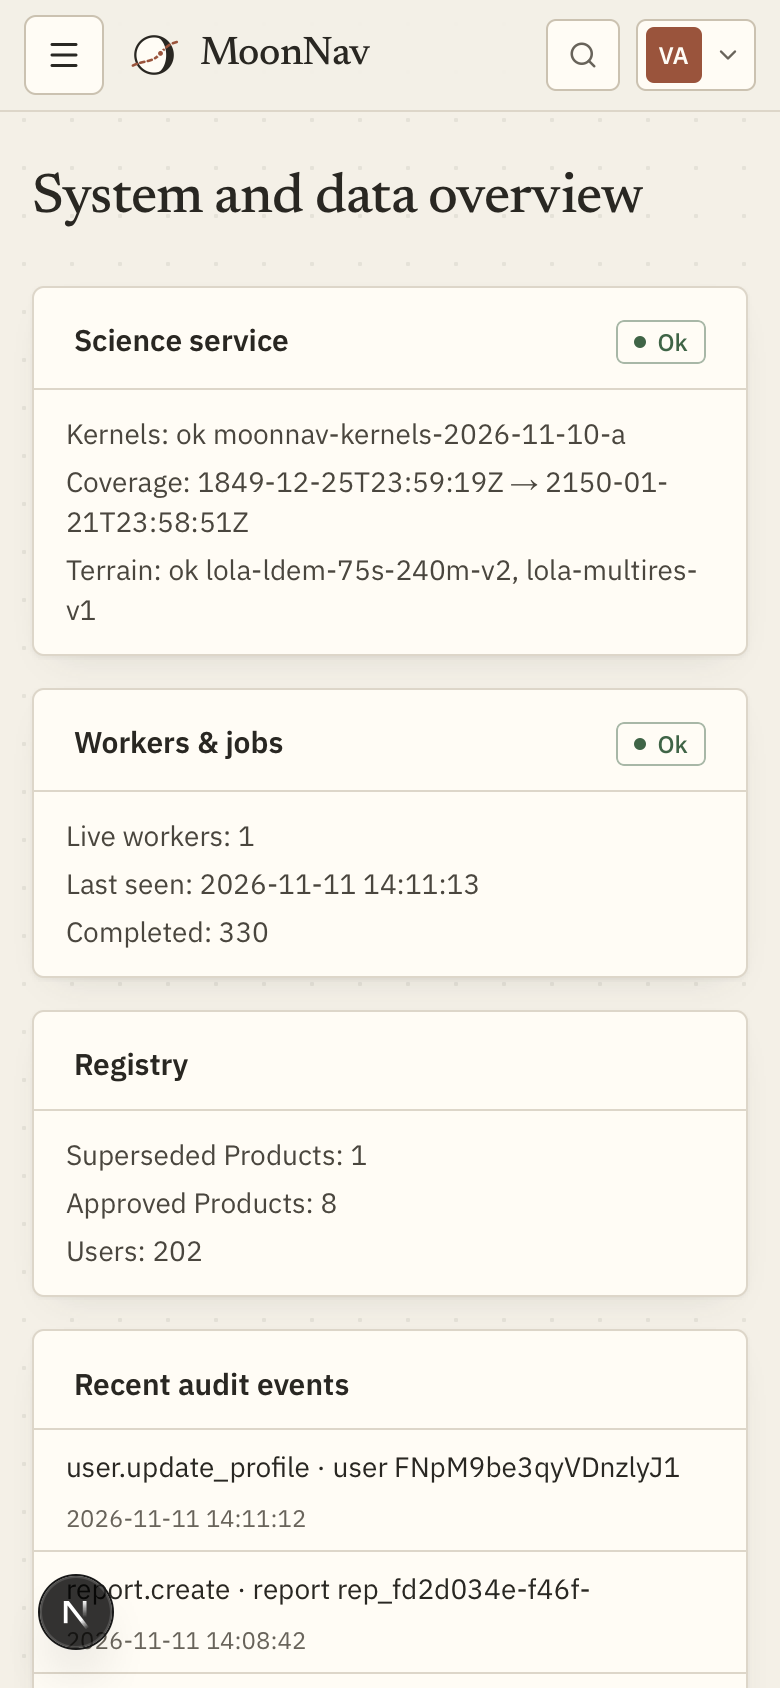 MoonNav
VA
System and data overview
Science service
Ok
Kernels: ok moonnav-kernels-2026-11-10-a
Coverage: 1849-12-25T23:59:19Z → 2150-01-
21T23:58:51Z
Terrain: ok lola-ldem-75s-240m-v2, lola-multires-
v1
Workers & jobs
Ok
Live workers: 1
Last seen: 2026-11-11 14:11:13
Completed: 330
Registry
Superseded Products: 1
Approved Products: 8
Users: 202
Recent audit events
user.update_profile · user FNpM9be3qyVDnzlyJ1
2026-11-11 14:11:12
report.create · report rep_fd2d034e-f46f-
N
2026-11-11 14:08:42